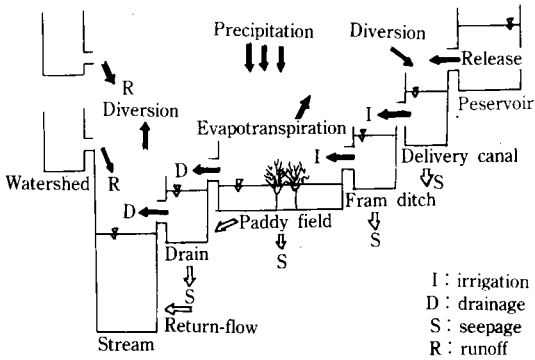 Precipitation
Diversion
Release
R
Diversion
Peservoir
Evapotranspiration
I
Watershed
R
D
I
Delivery canal
S
D
Paddy field
Fram ditch
S
Drain
S
S
Return-flow
Stream
I : irrigation
D : drainage
S : seepage
R : runoff